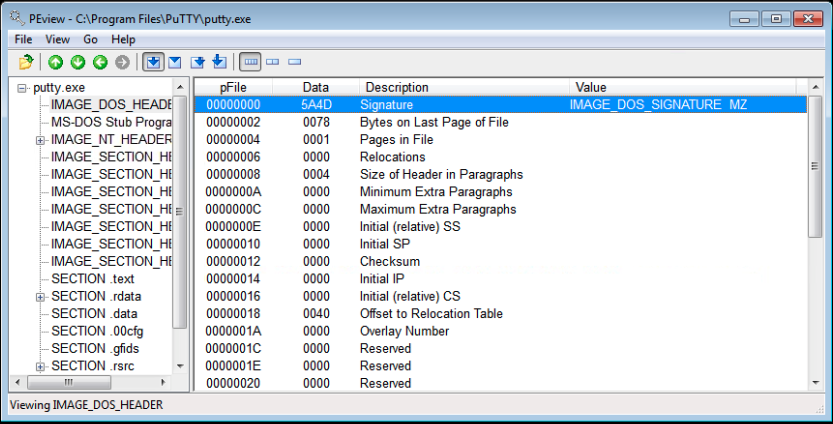 PEview - C:\Program Files\PuTTY\putty.exe
File View Go Help
putty.exe
IMAGE_DOS_HEADE
MS-DOS Stub Progra
IMAGE_NT_HEADER
IMAGE_SECTION_HE
IMAGE_SECTION_HE
IMAGE_SECTION_HE
IMAGE_SECTION_HE
IMAGE_SECTION_HE
IMAGE_SECTION_HE
IMAGE_SECTION_HE
SECTION .text
SECTION .rdata
SECTION .data
SECTION .00cfg
SECTION .gfids
SECTION .rsrc
pFile Data Description Value
00000000 5A4D Signature IMAGE_DOS_SIGNATURE MZ
00000002 0078 Bytes on Last Page of File
00000004 0001 Pages in File
00000006 0000 Relocations
00000008 0004 Size of Header in Paragraphs
0000000A 0000 Minimum Extra Paragraphs
0000000C 0000 Maximum Extra Paragraphs
0000000E 0000 Initial (relative) SS
00000010 0000 Initial SP
00000012 0000 Checksum
00000014 0000 Initial IP
00000016 0000 Initial (relative) CS
00000018 0040 Offset to Relocation Table
0000001A 0000 Overlay Number
0000001C 0000 Reserved
0000001E 0000 Reserved
00000020 0000 Reserved
Viewing IMAGE_DOS_HEADER